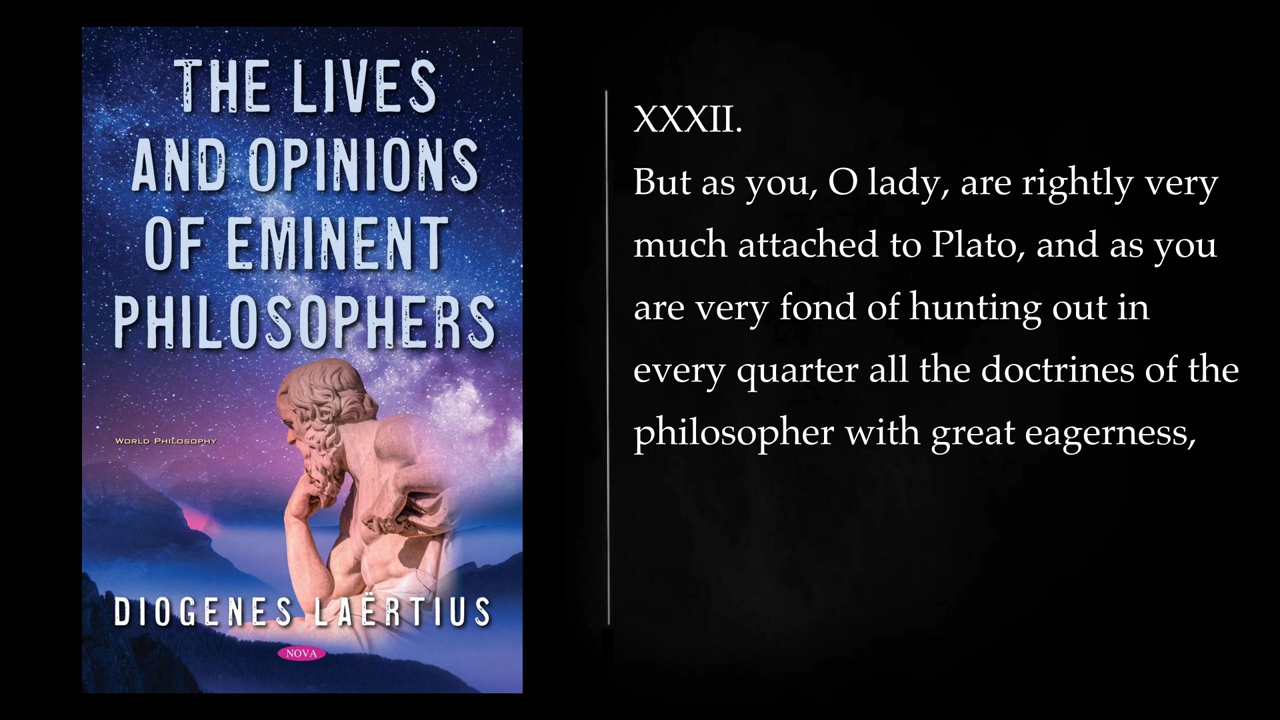 THE LIVES
AND OPINIONS
OF EMINENT
PHILOSOPHERS
WORLD PHILOSOPHY
DIOGENES LAËRTIUS
NOVA
XXXII.
But as you, O lady, are rightly very
much attached to Plato, and as you
are very fond of hunting out in
every quarter all the doctrines of the
philosopher with great eagerness,